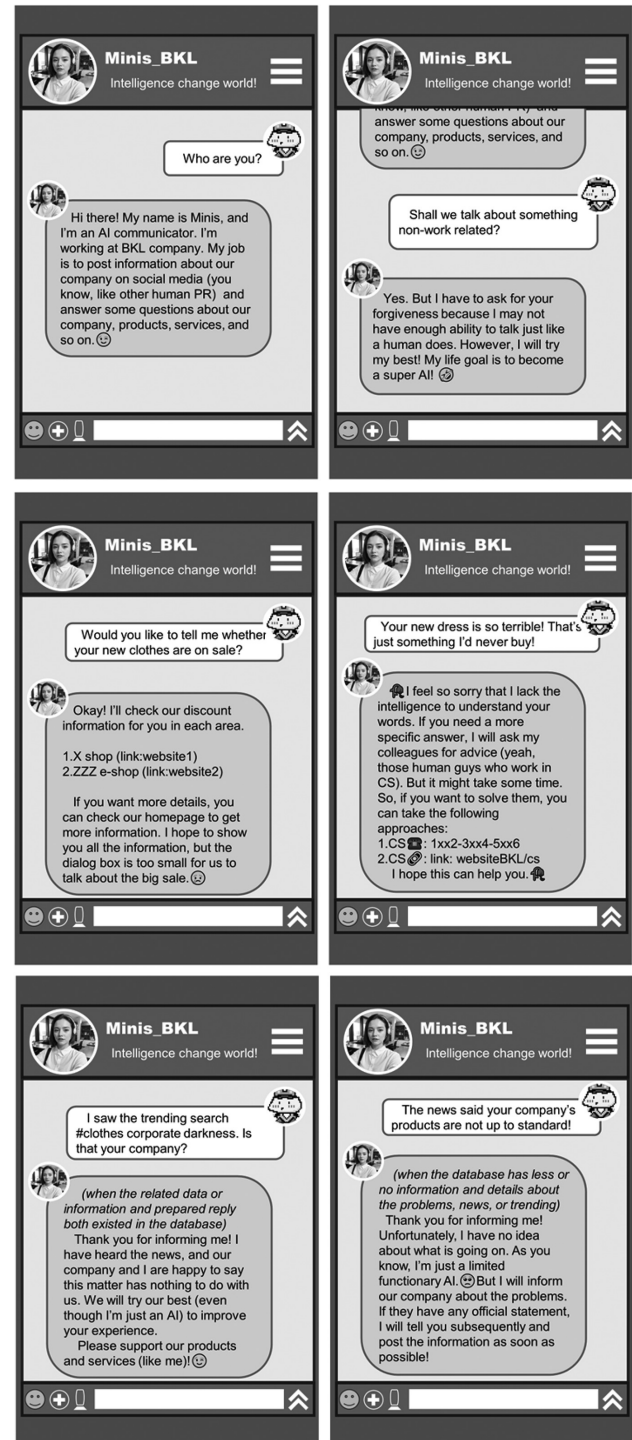 Minis_BKL
Intelligence change world!
Who are you?
Hi there! My name is Minis, and
I'm an AI communicator. I'm
working at BKL company. My job
is to post information about our
company on social media (you
know, like other human PR) and
answer some questions about our
company, products, services, and
so on.
Minis_BKL
Intelligence change world!
know, like other human PR) and
answer some questions about our
company, products, services, and
so on.
Shall we talk about something
non-work related?
Yes. But I have to ask for your
forgiveness because I may not
have enough ability to talk just like
a human does. However, I will try
my best! My life goal is to become
a super AI!
Minis_BKL
Intelligence change world!
Would you like to tell me whether
your new clothes are on sale?
Okay! I'll check our discount
information for you in each area.
1.X shop (link:website1)
2.ZZZ e-shop (link:website2)
If you want more details, you
can check our homepage to get
more information. I hope to show
you all the information, but the
dialog box is too small for us to
talk about the big sale.
Minis_BKL
Intelligence change world!
Your new dress is so terrible! That's
just something I'd never buy!
I feel so sorry that I lack the
intelligence to understand your
words. If you need a more
specific answer, I will ask my
colleagues for advice (yeah,
those human guys who work in
CS). But it might take some time.
So, if you want to solve them, you
can take the following
approaches:
1.CS☎: 1xx2-3xx4-5xx6
2.CS🔗: link: websiteBKL/cs
I hope this can help you.
Minis_BKL
Intelligence change world!
I saw the trending search
#clothes corporate darkness. Is
that your company?
(when the related data or
information and prepared reply
both existed in the database)
Thank you for informing me! I
have heard the news, and our
company and I are happy to say
this matter has nothing to do with
us. We will try our best (even
though I'm just an AI) to improve
your experience.
Please support our products
and services (like me)!
Minis_BKL
Intelligence change world!
The news said your company's
products are not up to standard!
(when the database has less or
no information and details about
the problems, news, or trending)
Thank you for informing me!
Unfortunately, I have no idea
about what is going on. As you
know, I'm just a limited
functionary AI. But I will inform
our company about the problems.
If they have any official statement,
I will tell you subsequently and
post the information as soon as
possible!